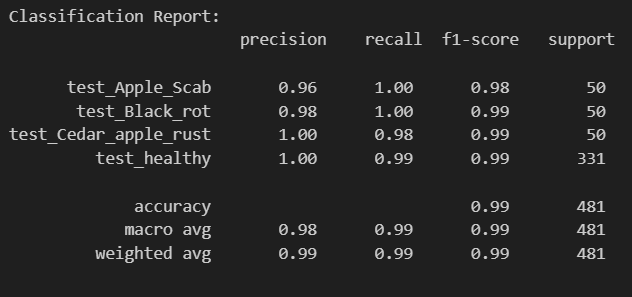 Classification Report:
precision recall f1-score support
test_Apple_Scab 0.96 1.00 0.98 50
test_Black_rot 0.98 1.00 0.99 50
test_Cedar_apple_rust 1.00 0.98 0.99 50
test_healthy 1.00 0.99 0.99 331
accuracy 0.99 481
macro avg 0.98 0.99 0.99 481
weighted avg 0.99 0.99 0.99 481